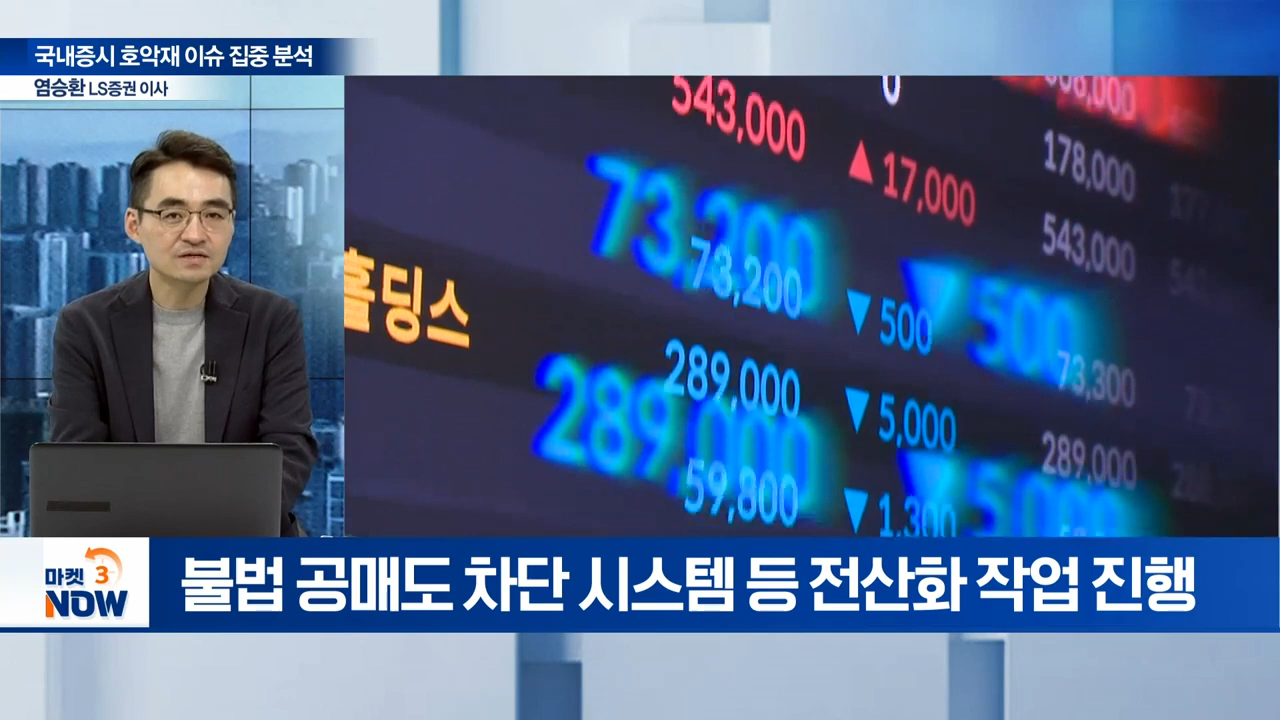 국내증시 호악재 이슈 집중 분석
염승환 LS증권 이사
543,000
0
▲ 17,000
178,000
543,000
73,200
73,200
▼ 500
500
73,300
홀딩스
289,000
▼ 5,000
289,000
289,000
59,800
▼ 1,300
5,000
마켓 3
NOW
불법 공매도 차단 시스템 등 전산화 작업 진행